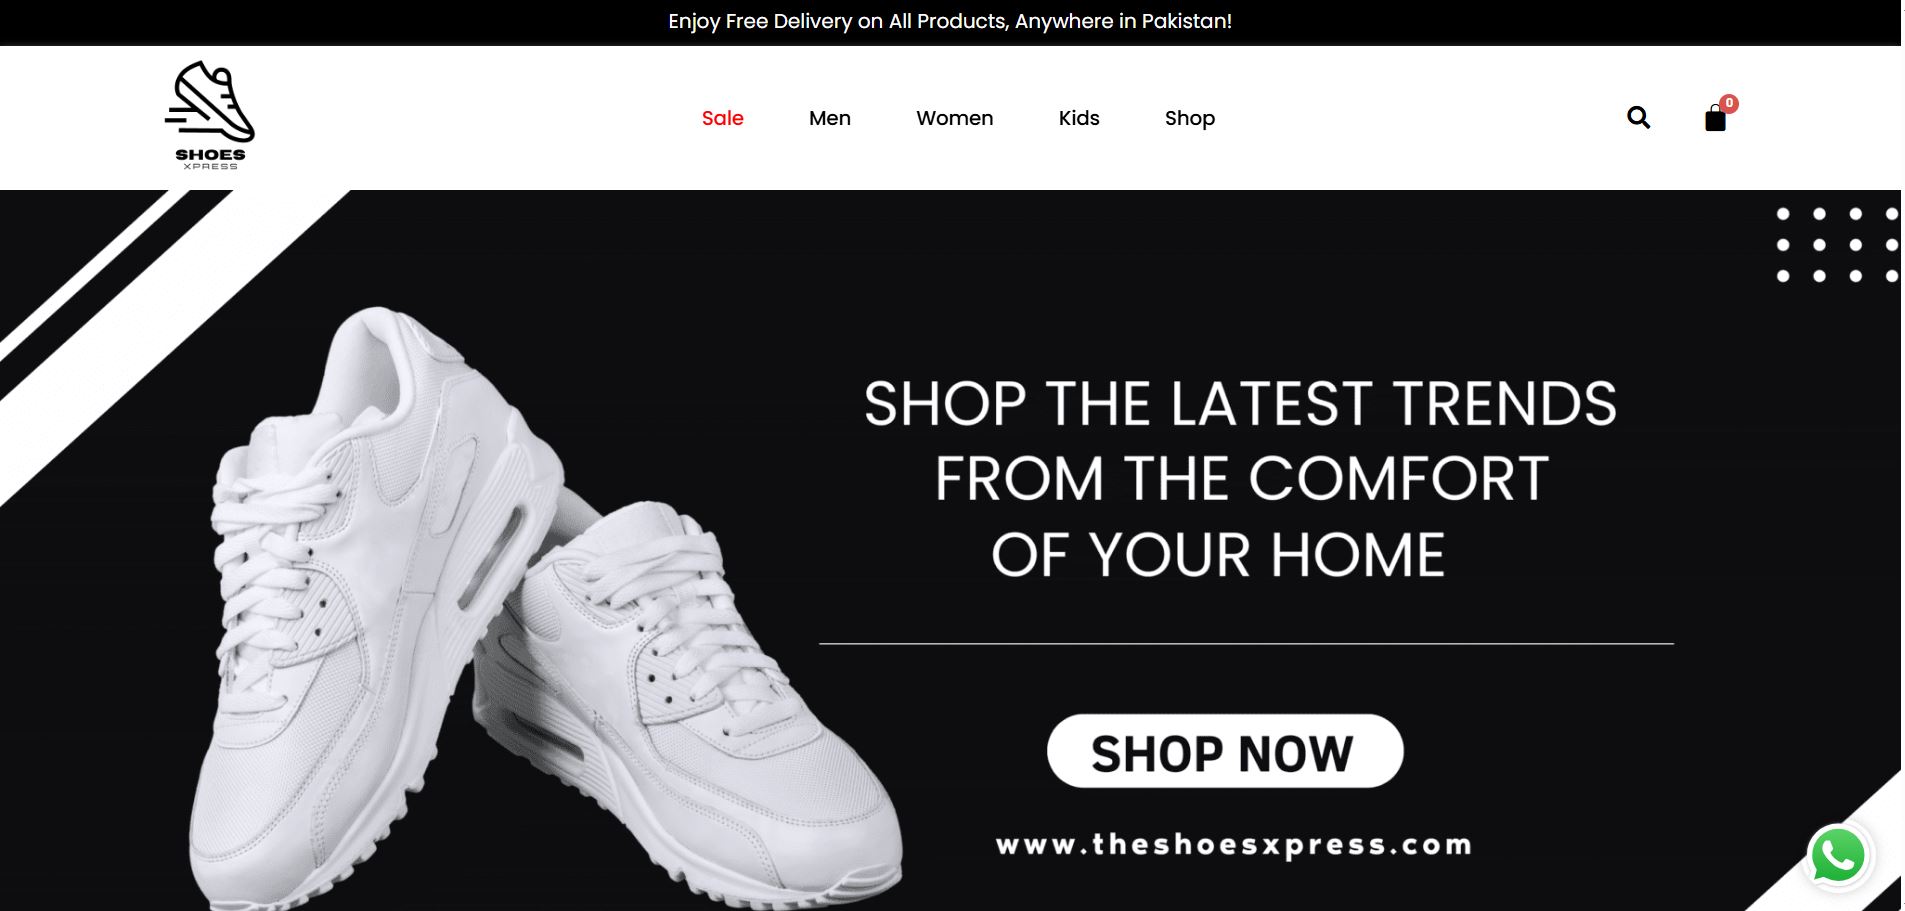 Enjoy Free Delivery on All Products, Anywhere in Pakistan!
SHOES
XPRESS
Sale Men Women Kids Shop
0
SHOP THE LATEST TRENDS
FROM THE COMFORT
OF YOUR HOME
SHOP NOW
www.theshoesxpress.com